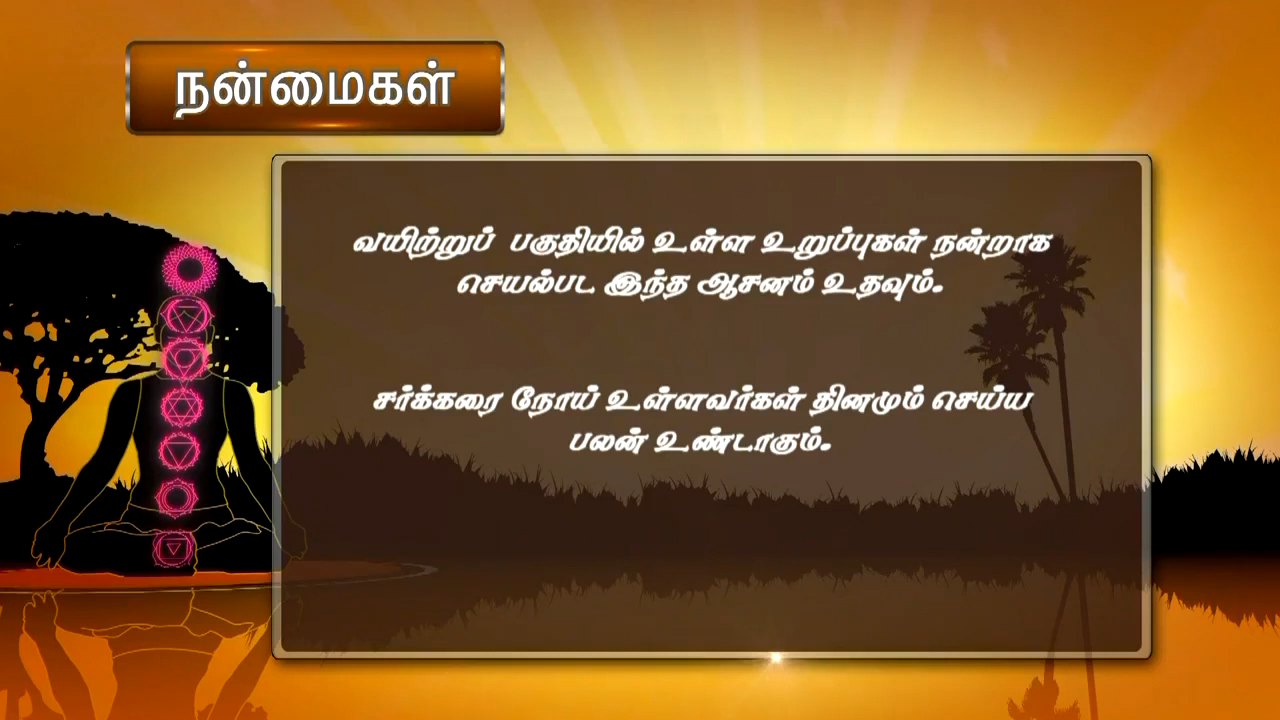 நன்மைகள்
வயிற்றுப் பகுதியில் உள்ள உறுப்புகள் நன்றாக
செயல்பட இந்த ஆசனம் உதவும்.
சர்க்கரை நோய் உள்ளவர்கள் தினமும் செய்ய
பலன் உண்டாகும்.